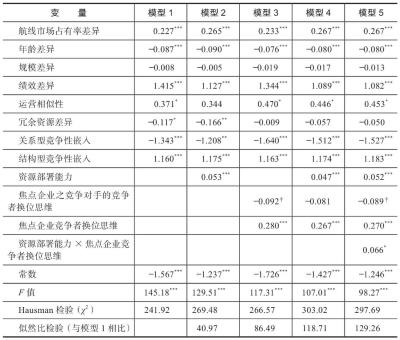 变 量 模型 1 模型 2 模型 3 模型 4 模型 5
航线市场占有率差异 0.227*** 0.265*** 0.233*** 0.267*** 0.267***
年龄差异 −0.087*** −0.090*** −0.076*** −0.080*** −0.080***
规模差异 −0.008 −0.005 −0.019 −0.017 −0.013
绩效差异 1.415*** 1.127*** 1.344*** 1.089*** 1.082***
运营相似性 0.371* 0.344 0.470* 0.446* 0.453*
冗余资源差异 −0.117* −0.166** −0.009 −0.057 −0.050
关系型竞争性嵌入 −1.343*** −1.208** −1.640*** −1.512*** −1.527***
结构型竞争性嵌入 1.160*** 1.175*** 1.163*** 1.174*** 1.183***
资源部署能力 0.053*** 0.047*** 0.052***
焦点企业之竞争对手的竞争
者换位思维 −0.092† −0.081 −0.089†
焦点企业竞争者换位思维 0.280*** 0.267*** 0.270***
资源部署能力 × 焦点企业竞
争者换位思维 0.066*
常数 −1.567*** −1.237*** −1.726*** −1.427*** −1.246***
F 值 145.18*** 129.51*** 117.31*** 107.01*** 98.27***
Hausman 检验 (χ²) 241.92 269.48 266.57 303.02 297.69
似然比检验（与模型 1 相比） 40.97 86.49 118.71 129.26